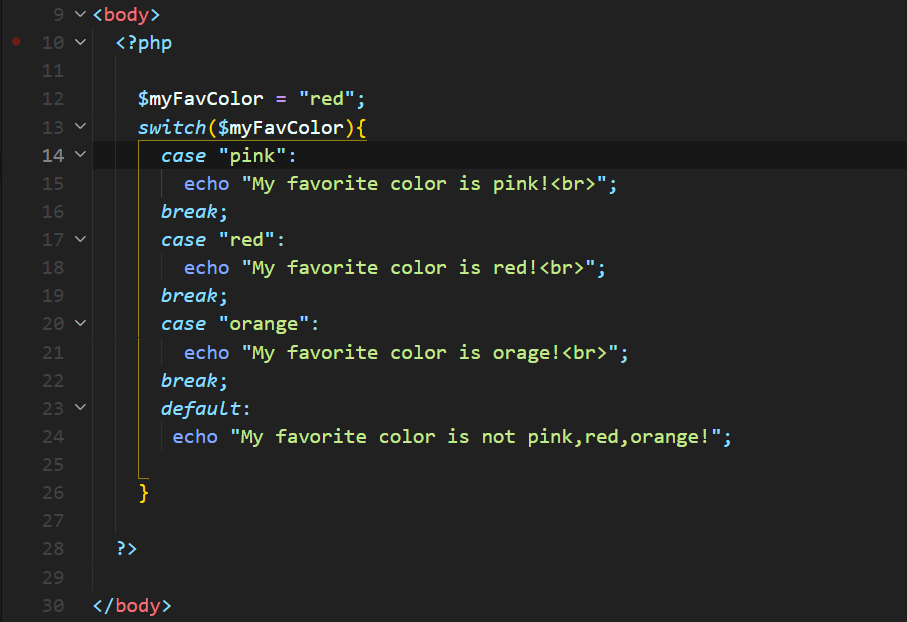 9 <body>
10 <?php
11
12 $myFavColor = "red";
13 switch($myFavColor){
14 case "pink":
15 echo "My favorite color is pink!<br>";
16 break;
17 case "red":
18 echo "My favorite color is red!<br>";
19 break;
20 case "orange":
21 echo "My favorite color is orage!<br>";
22 break;
23 default:
24 echo "My favorite color is not pink,red,orange!";
25
26 }
27
28 ?>
29
30 </body>